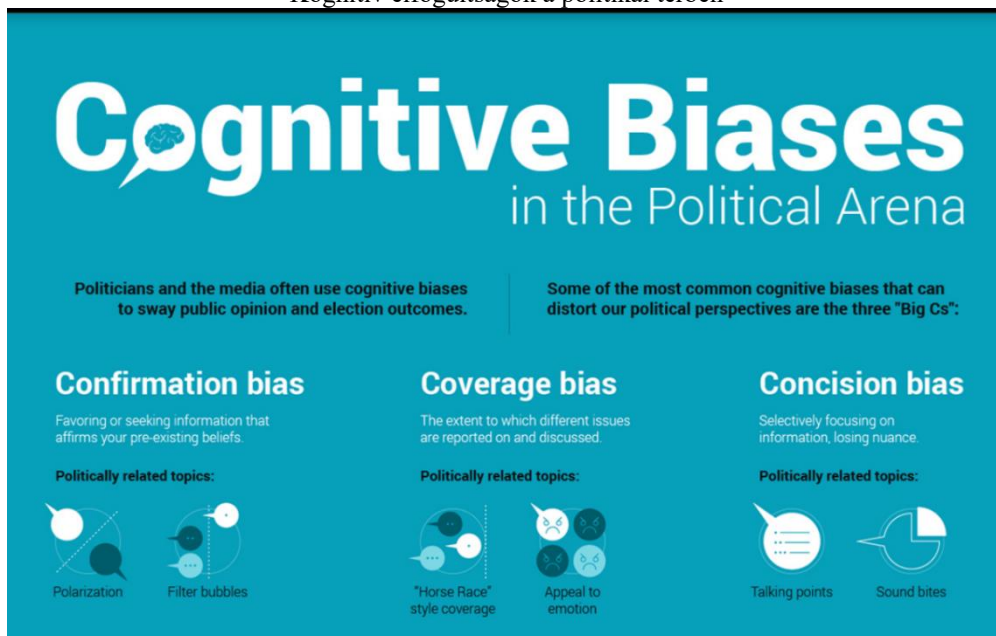 Kognitív elfogultságok a politikai térben
Cognitive Biases
in the Political Arena
Politicians and the media often use cognitive biases
to sway public opinion and election outcomes.
Some of the most common cognitive biases that can
distort our political perspectives are the three "Big Cs":
Confirmation bias
Favoring or seeking information that
affirms your pre-existing beliefs.
Politically related topics:
Polarization
Filter bubbles
Coverage bias
The extent to which different issues
are reported on and discussed.
Politically related topics:
"Horse Race"
style coverage
Appeal to
emotion
Concision bias
Selectively focusing on
information, losing nuance.
Politically related topics:
Talking points
Sound bites